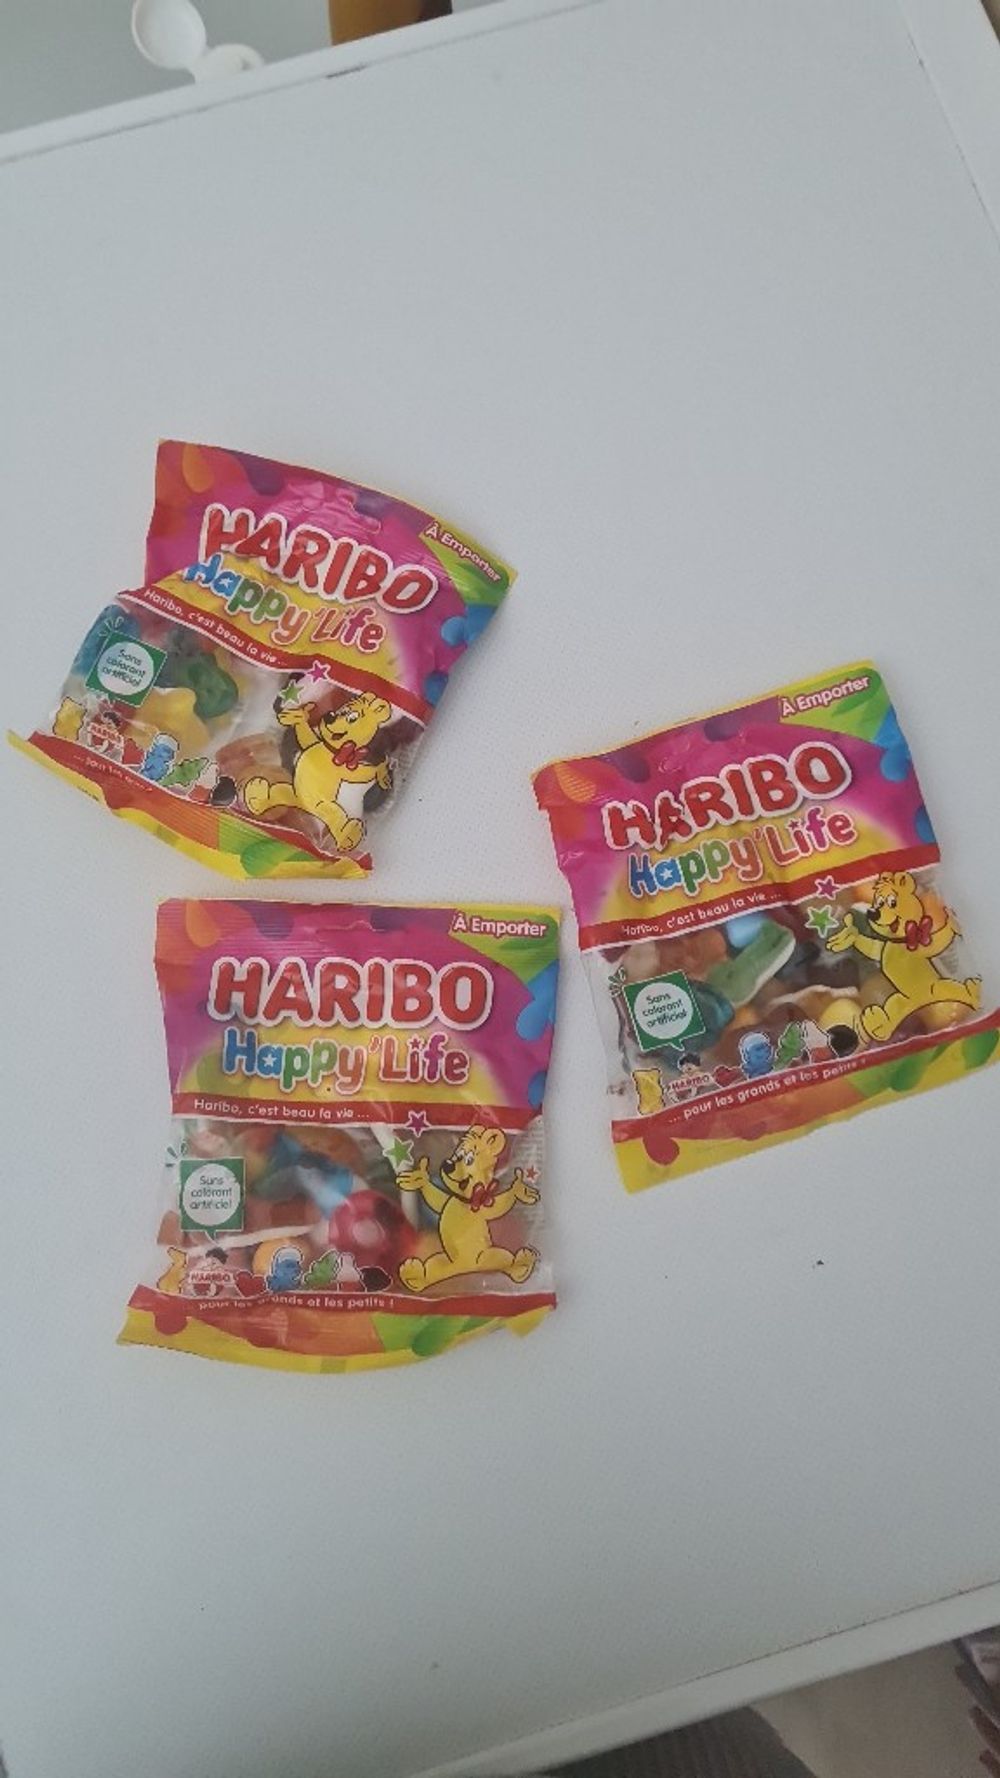 À Emporter
HARIBO
Happy'Life
Haribo, c'est beau la vie...
Sans
colorant
artificiel
HARIBO
À Emporter
HARIBO
Happy'Life
Haribo, c'est beau la vie ...
Sans
colorant
artificiel
HARIBO
... pour les grands et les petits !
À Emporter
HARIBO
Happy'Life
Haribo, c'est beau la vie ...
Sans
colorant
artificiel
HARIBO
... pour les grands et les petits !